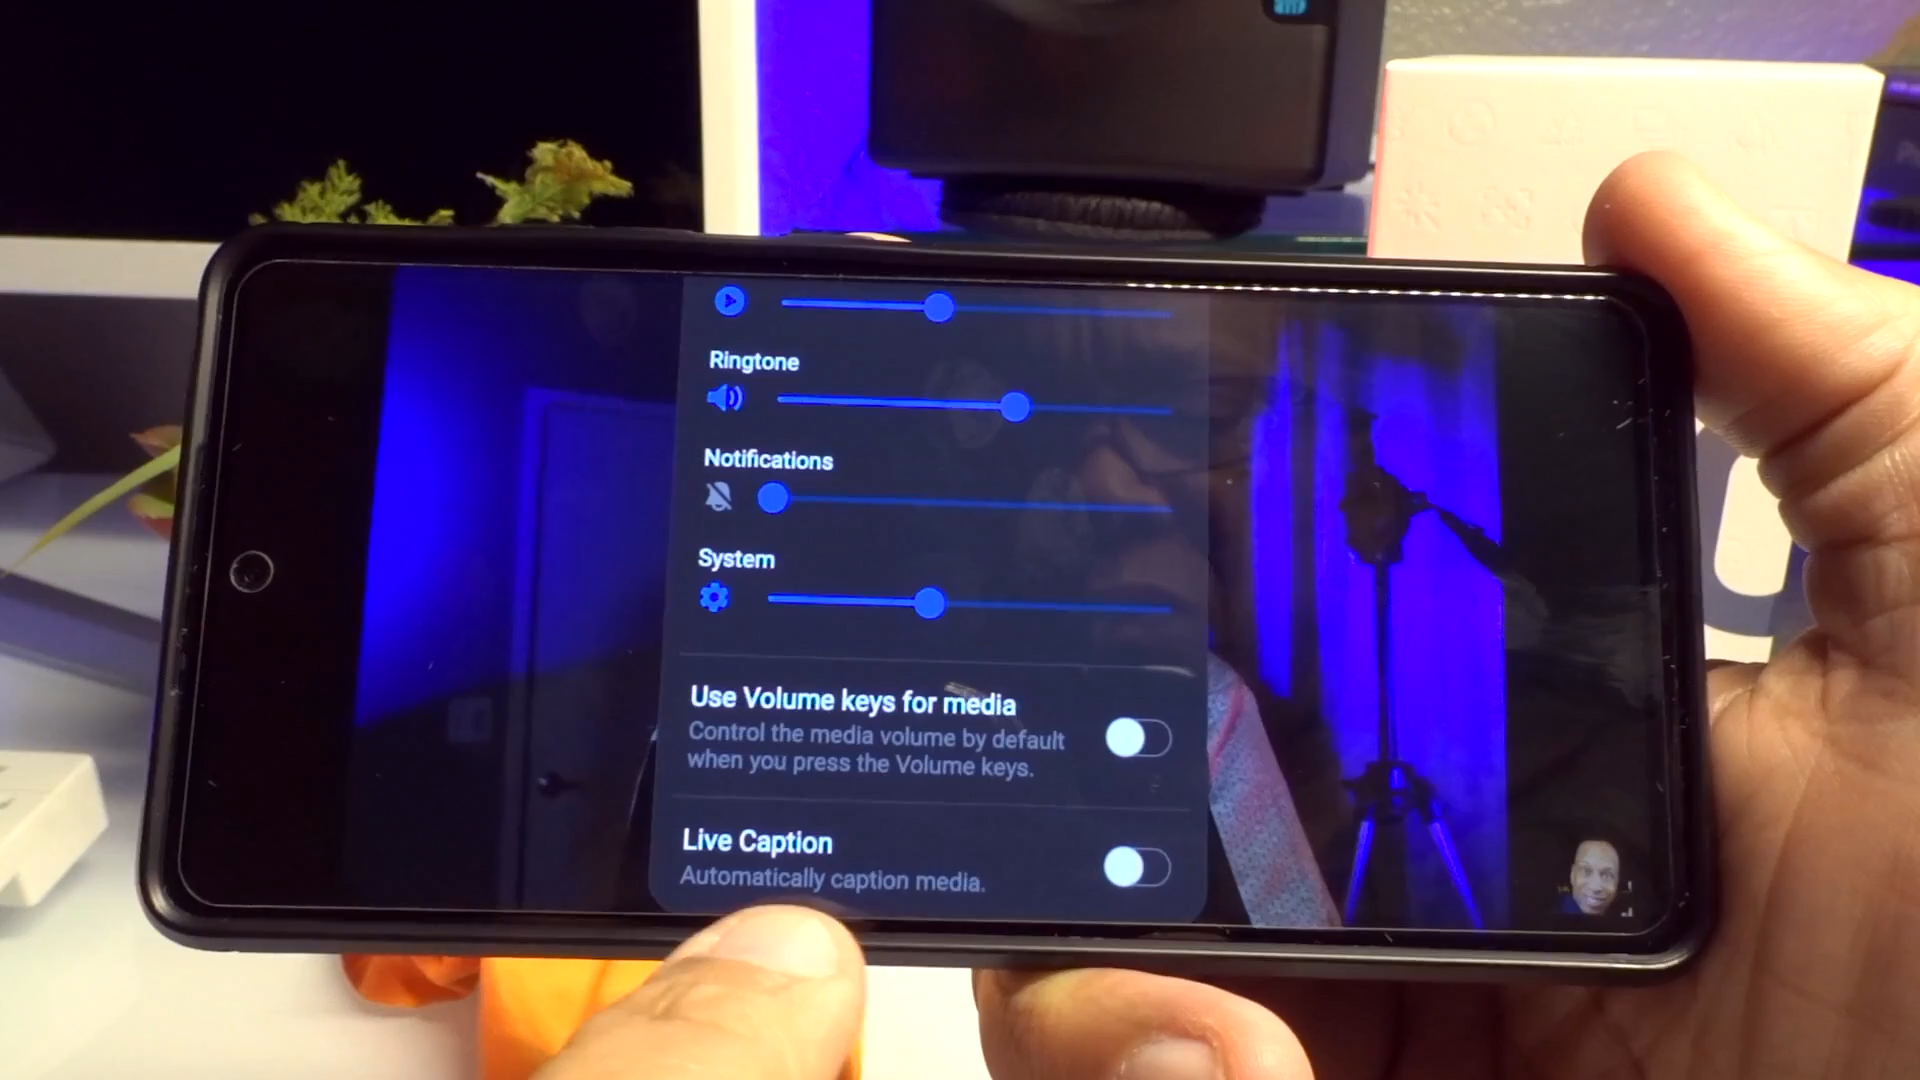 Ringtone
Notifications
System
Use Volume keys for media
Control the media volume by default
when you press the Volume keys.
Live Caption
Automatically caption media.